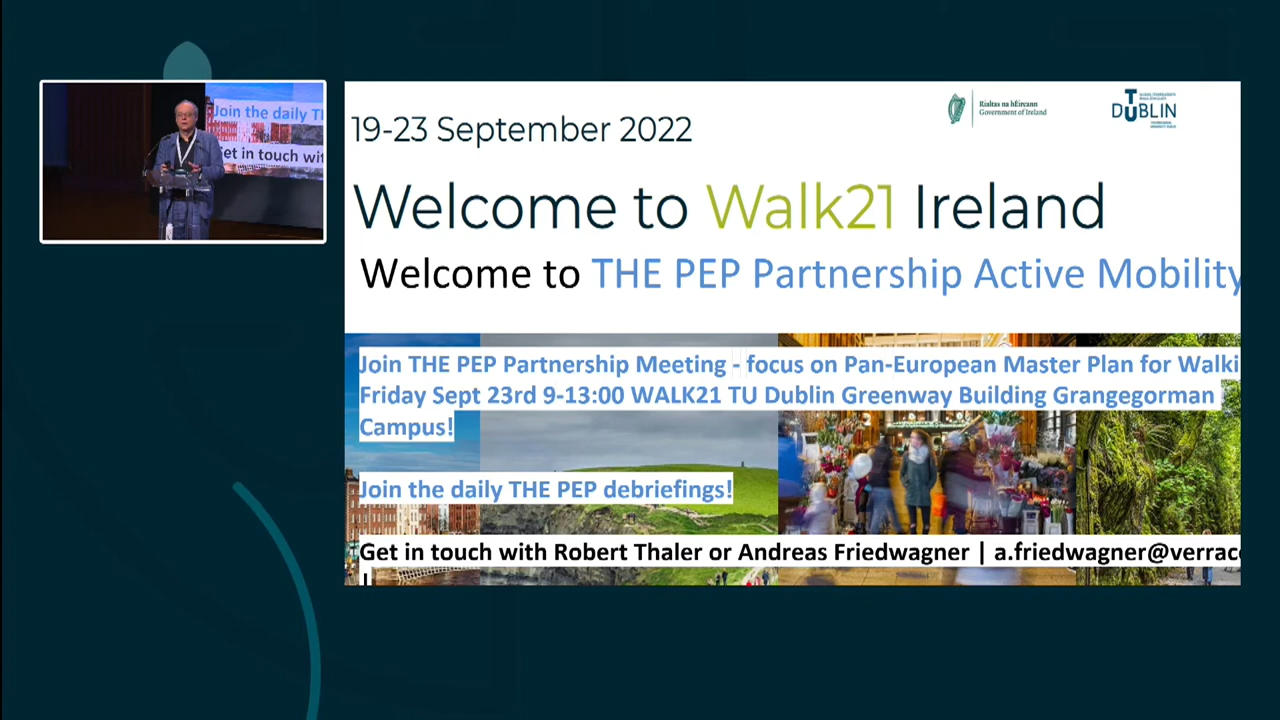 Join the daily TI
Get in touch wit
19-23 September 2022
Rialtas na hÉireann
Government of Ireland
TU
DUBLIN
Welcome to Walk21 Ireland
Welcome to THE PEP Partnership Active Mobility
Join THE PEP Partnership Meeting - focus on Pan-European Master Plan for Walki
Friday Sept 23rd 9-13:00 WALK21 TU Dublin Greenway Building Grangegorman
Campus!
Join the daily THE PEP debriefings!
Get in touch with Robert Thaler or Andreas Friedwagner | a.friedwagner@verrac